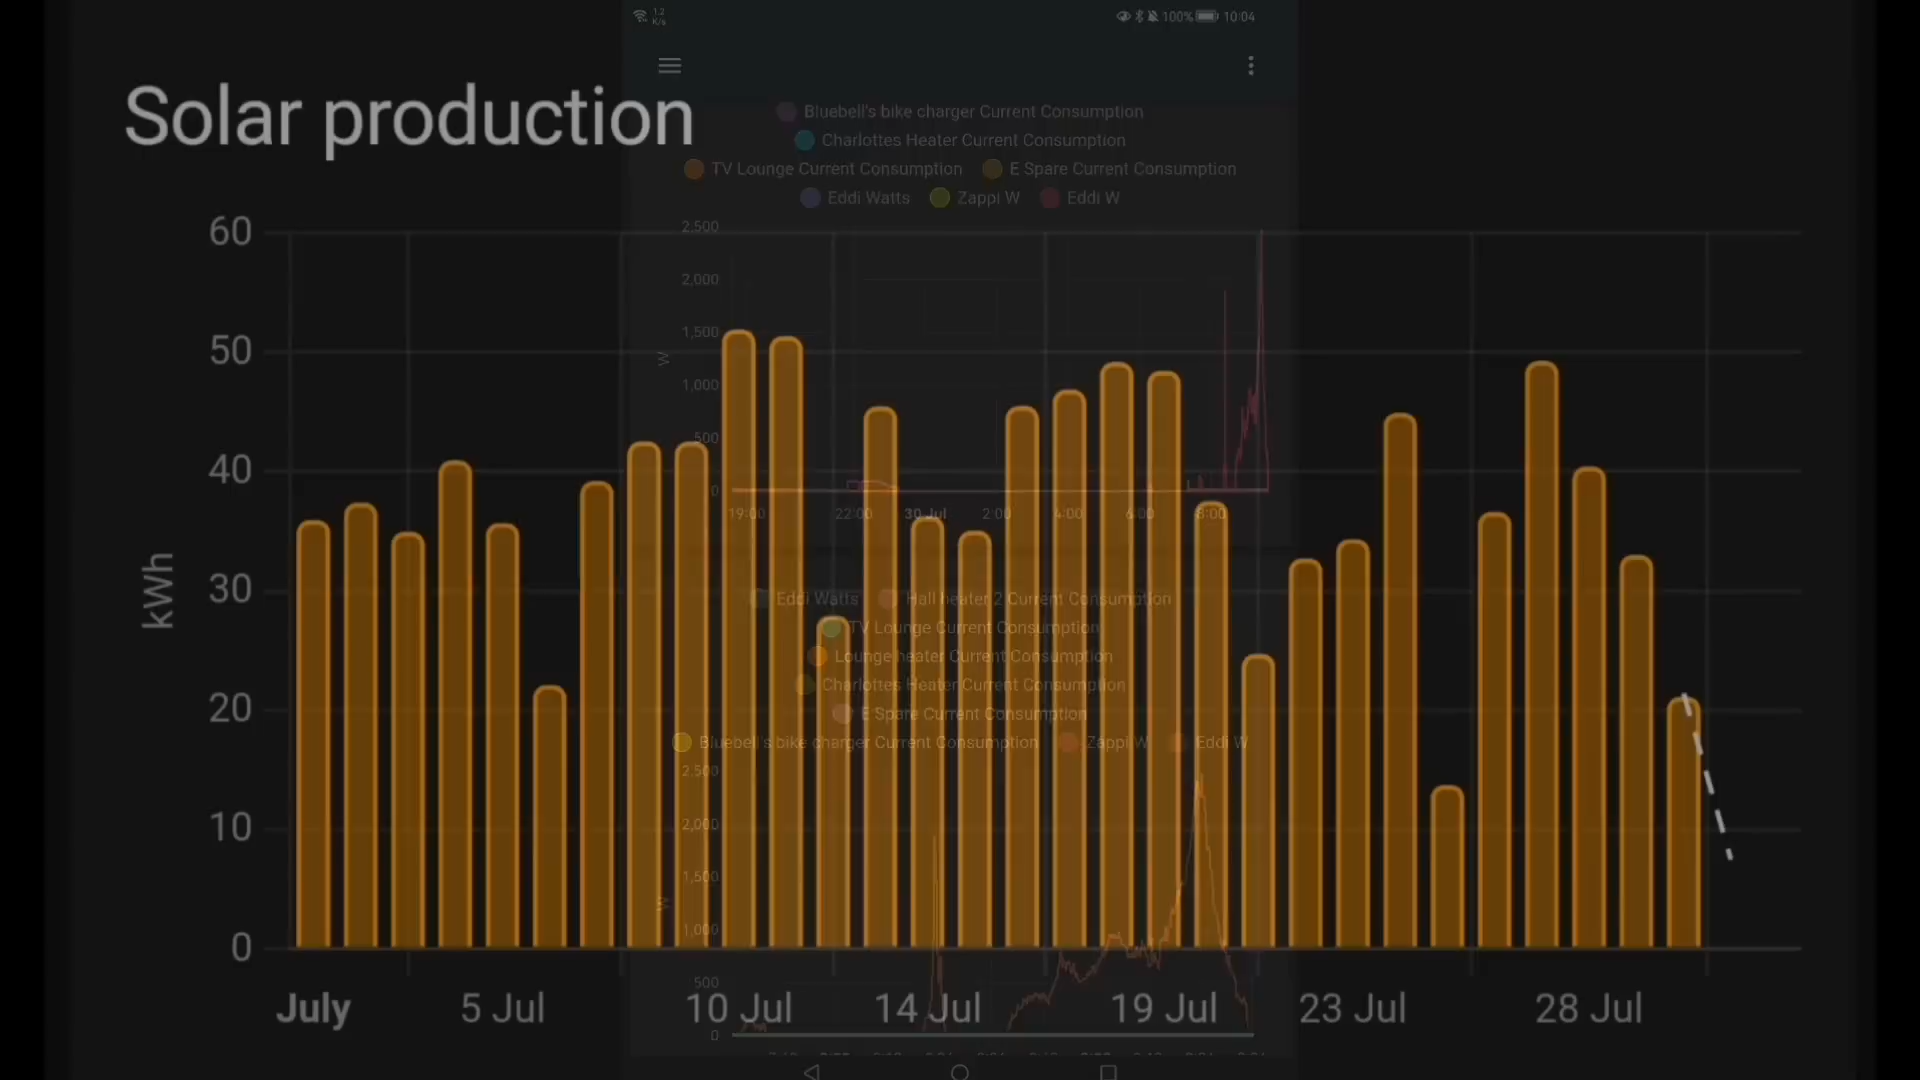 1.2
K/s
100%
10:04
Solar production
Bluebell's bike charger Current Consumption
Charlottes Heater Current Consumption
TV Lounge Current Consumption E Spare Current Consumption
Eddi Watts Zappi W Eddi W
2,500
2,000
1,500
1,000
500
0
W
19:00 22:00 30 Jul 2:00 4:00 6:00 8:00
Eddi Watts Hall heater 2 Current Consumption
TV Lounge Current Consumption
Lounge heater Current Consumption
Charlottes Heater Current Consumption
E Spare Current Consumption
Bluebell's bike charger Current Consumption Zappi W Eddi W
2,500
2,000
1,500
1,000
500
0
W
60
50
40
30
20
10
0
kWh
July 5 Jul 10 Jul 14 Jul 19 Jul 23 Jul 28 Jul